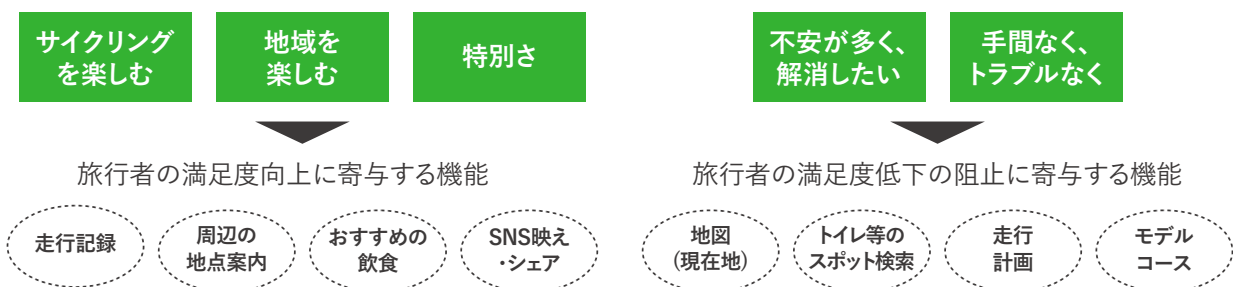 サイクリング
を楽しむ
地域を
楽しむ
特別さ
不安が多く、
解消したい
手間なく、
トラブルなく
旅行者の満足度向上に寄与する機能
旅行者の満足度低下の阻止に寄与する機能
走行記録
周辺の
地点案内
おすすめの
飲食
SNS映え
・シェア
地図
(現在地)
トイレ等の
スポット検索
走行
計画
モデル
コース